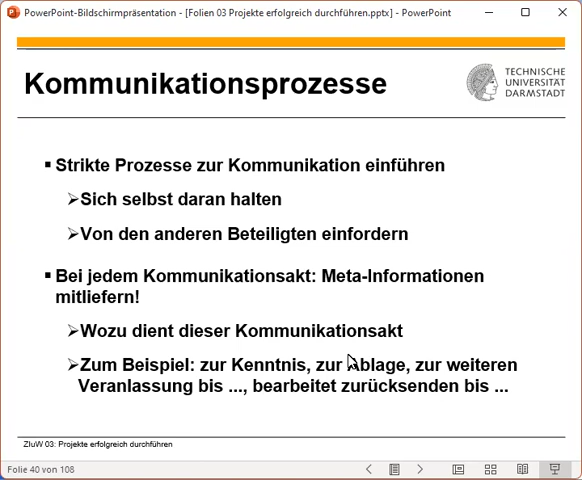 PowerPoint-Bildschirmpräsentation - [Folien 03 Projekte erfolgreich durchführen.pptx] - PowerPoint
Kommunikationsprozesse
TECHNISCHE
UNIVERSITÄT
DARMSTADT
▪ Strikte Prozesse zur Kommunikation einführen
➢Sich selbst daran halten
➢Von den anderen Beteiligten einfordern
▪ Bei jedem Kommunikationsakt: Meta-Informationen
mitliefern!
➢Wozu dient dieser Kommunikationsakt
➢Zum Beispiel: zur Kenntnis, zur Ablage, zur weiteren
Veranlassung bis ..., bearbeitet zurücksenden bis ...
ZIuW 03: Projekte erfolgreich durchführen
Folie 40 von 108